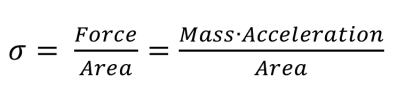 σ = Force / Area = Mass·Acceleration / Area